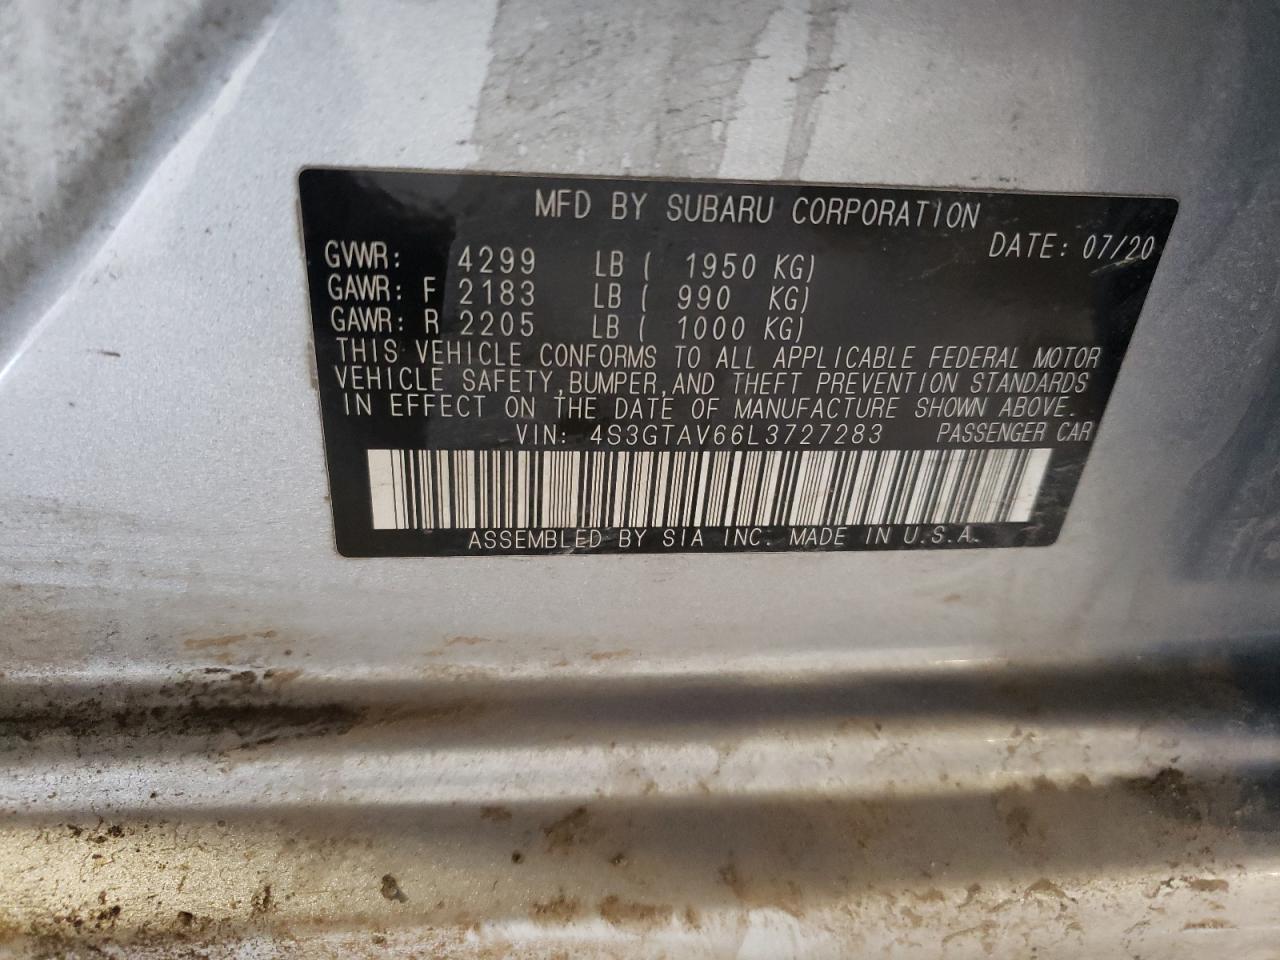 MFD BY SUBARU CORPORATION
DATE: 07/20
GVWR: 4299 LB ( 1950 KG)
GAWR: F 2183 LB ( 990 KG)
GAWR: R 2205 LB ( 1000 KG)
THIS VEHICLE CONFORMS TO ALL APPLICABLE FEDERAL MOTOR
VEHICLE SAFETY,BUMPER,AND THEFT PREVENTION STANDARDS
IN EFFECT ON THE DATE OF MANUFACTURE SHOWN ABOVE.
VIN: 4S3GTAV66L3727283 PASSENGER CAR
ASSEMBLED BY SIA INC. MADE IN U.S.A.